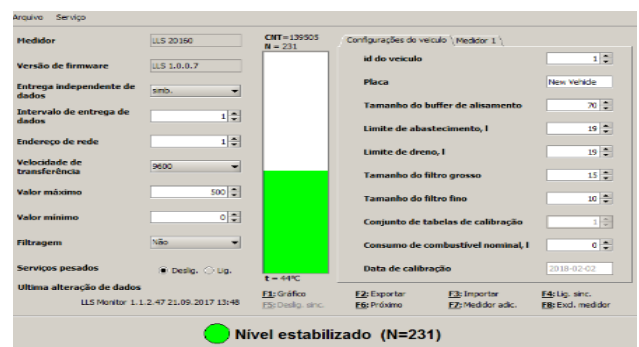 Arquivo Serviço
Medidor LLS 20160
Versão de firmware LLS 1.0.0.7
Entrega independente de dados simb.
Intervalo de entrega de dados 1
Endereço de rede 1
Velocidade de transferência 9600
Valor máximo 500
Valor mínimo 0
Filtragem Não
Serviços pesados Deslig. Lig.
Ultima alteração de dados
LLS Monitor 1.1.2.47 21.09.2017 13:48
CNT=139505
N = 231
t = 44°C
Configurações do veiculo Medidor 1
id do veiculo 1
Placa New Vehicle
Tamanho do buffer de alisamento 70
Limite de abastecimento, l 19
Limite de dreno, l 19
Tamanho do filtro grosso 15
Tamanho do filtro fino 10
Conjunto de tabelas de calibração 1
Consumo de combustível nominal, l 0
Data de calibração 2018-02-02
F1: Gráfico F2: Exportar F3: Importar F4: Lig. sinc.
F5: Deslig. sinc. F6: Próximo F7: Medidor adic. F8: Excl. medidor
Nível estabilizado (N=231)